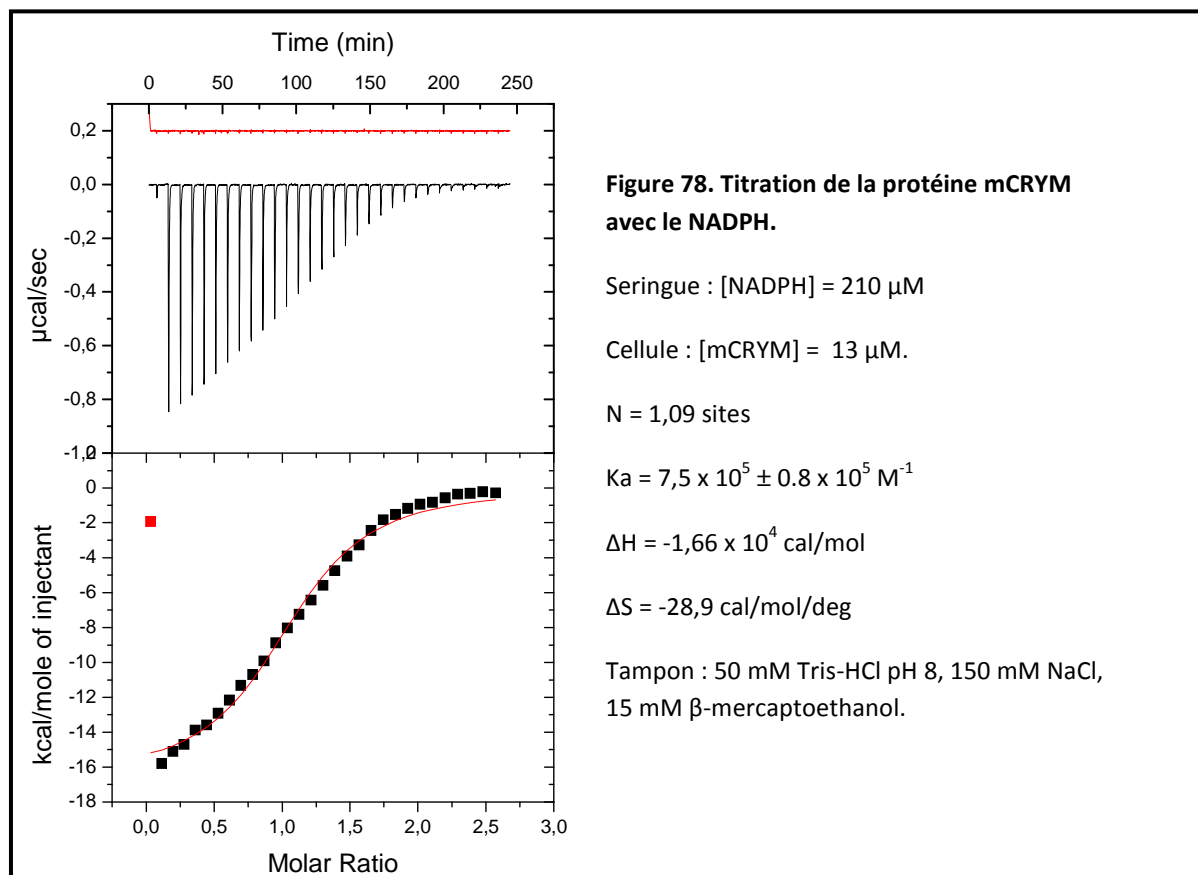 Time (min)
0 50 100 150 200 250
0,2
0,0
-0,2
-0,4
-0,6
-0,8
-1,0
µcal/sec
2
0
-2
-4
-6
-8
-10
-12
-14
-16
-18
kcal/mole of injectant
0,0 0,5 1,0 1,5 2,0 2,5 3,0
Molar Ratio
Figure 78. Titration de la protéine mCRYM
avec le NADPH.
Seringue : [NADPH] = 210 µM
Cellule : [mCRYM] = 13 µM.
N = 1,09 sites
Ka = 7,5 x 10⁵ ± 0.8 x 10⁵ M⁻¹
ΔH = -1,66 x 10⁴ cal/mol
ΔS = -28,9 cal/mol/deg
Tampon : 50 mM Tris-HCl pH 8, 150 mM NaCl,
15 mM β-mercaptoethanol.